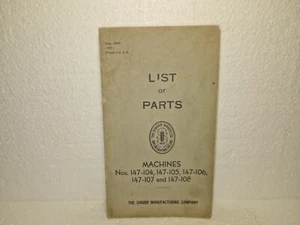 LIST
OF
PARTS
MACHINES
Nos. 147-104, 147-105, 147-106,
147-107 and 147-108
THE SINGER MANUFACTURING COMPANY